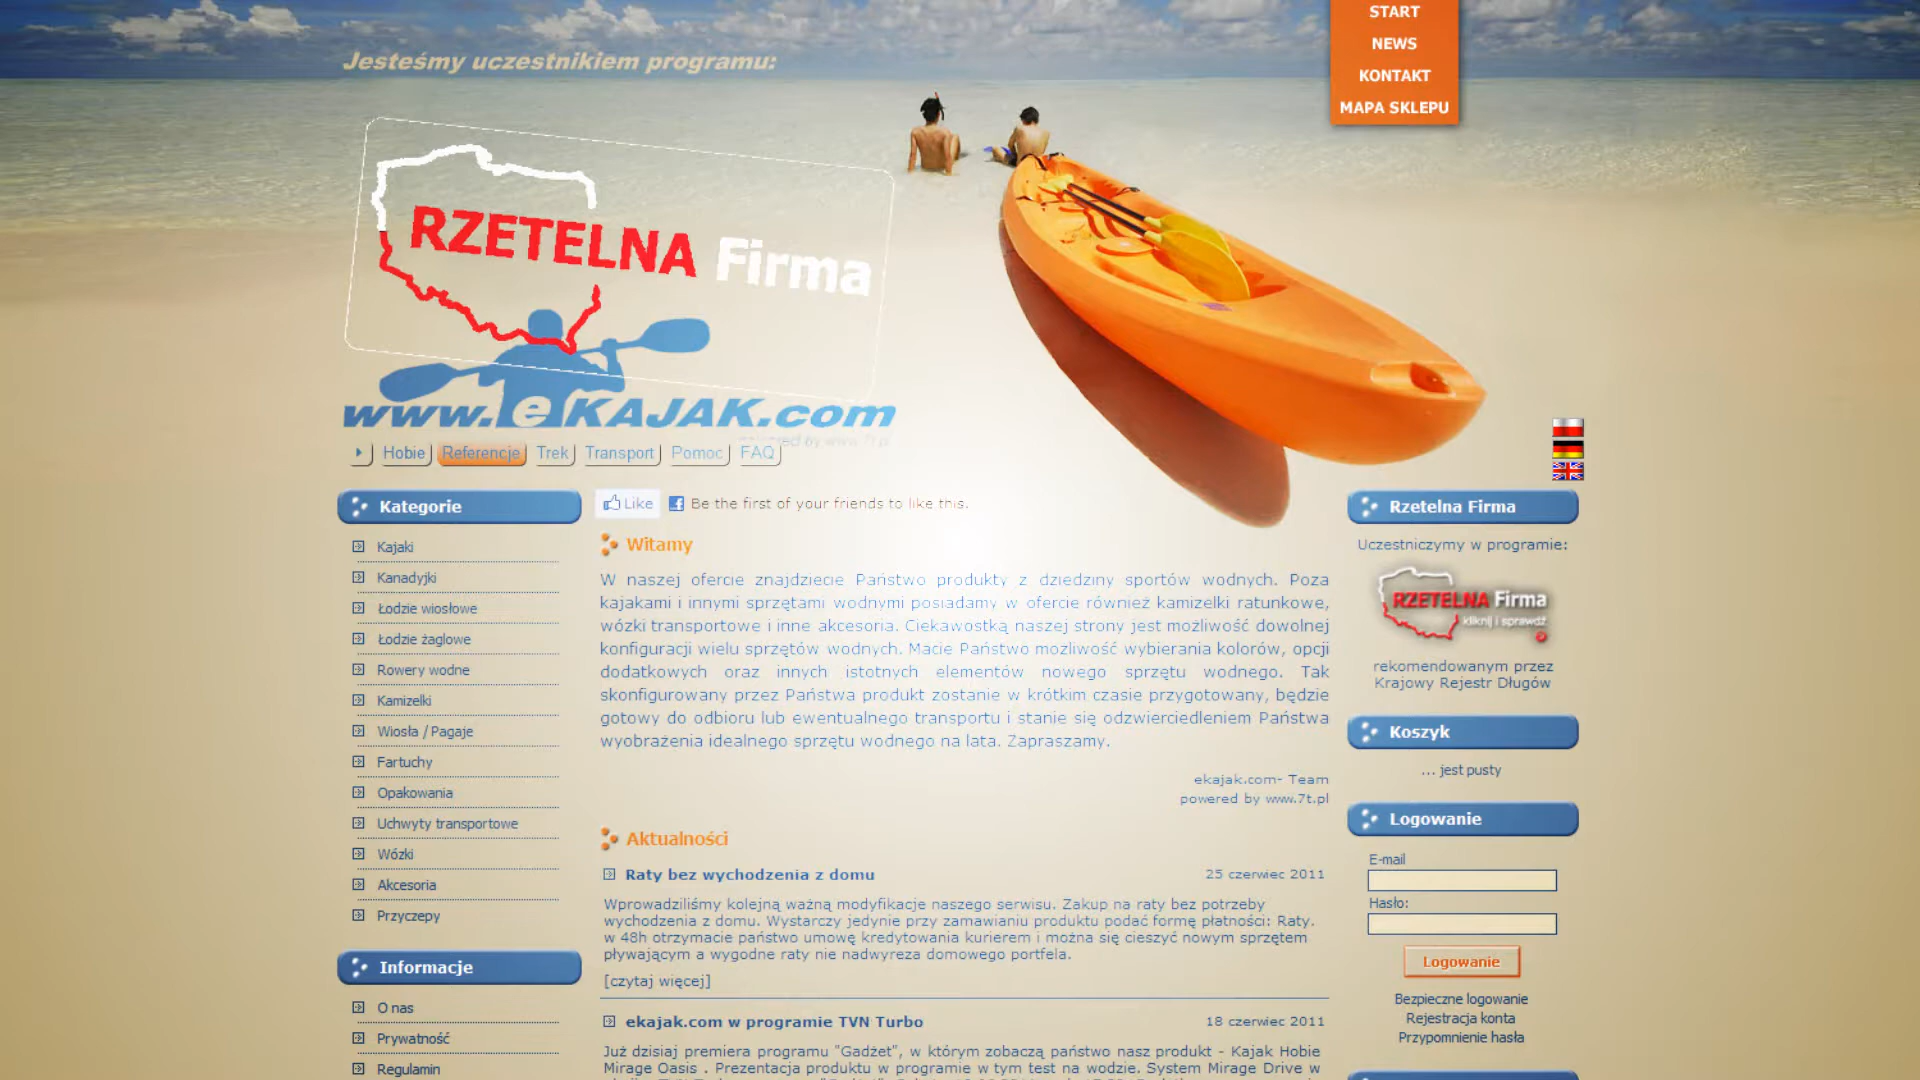 START
NEWS
KONTAKT
MAPA SKLEPU
Jesteśmy uczestnikiem programu:
RZETELNA Firma
www.eKAJAK.com
by www.7t.pl
Hobie
Referencje
Trek
Transport
Pomoc
FAQ
Kategorie
Kajaki
Kanadyjki
Łodzie wiosłowe
Łodzie żaglowe
Rowery wodne
Kamizelki
Wiosła / Pagaje
Fartuchy
Opakowania
Uchwyty transportowe
Wózki
Akcesoria
Przyczepy
Informacje
O nas
Prywatność
Regulamin
Like
Be the first of your friends to like this.
Witamy
W naszej ofercie znajdziecie Państwo produkty z dziedziny sportów wodnych. Poza
kajakami i innymi sprzętami wodnymi posiadamy w ofercie również kamizelki ratunkowe,
wózki transportowe i inne akcesoria. Ciekawostką naszej strony jest możliwość dowolnej
konfiguracji wielu sprzętów wodnych. Macie Państwo możliwość wybierania kolorów, opcji
dodatkowych oraz innych istotnych elementów nowego sprzętu wodnego. Tak
skonfigurowany przez Państwa produkt zostanie w krótkim czasie przygotowany, będzie
gotowy do odbioru lub ewentualnego transportu i stanie się odzwierciedleniem Państwa
wyobrażenia idealnego sprzętu wodnego na lata. Zapraszamy.
ekajak.com- Team
powered by www.7t.pl
Aktualności
Raty bez wychodzenia z domu 25 czerwiec 2011
Wprowadziliśmy kolejną ważną modyfikacje naszego serwisu. Zakup na raty bez potrzeby
wychodzenia z domu. Wystarczy jedynie przy zamawianiu produktu podać formę płatności: Raty.
w 48h otrzymacie państwo umowę kredytowania kurierem i można się cieszyć nowym sprzętem
pływającym a wygodne raty nie nadwyreza domowego portfela.
[czytaj więcej]
ekajak.com w programie TVN Turbo 18 czerwiec 2011
Już dzisiaj premiera programu "Gadżet", w którym zobaczą państwo nasz produkt - Kajak Hobie
Mirage Oasis . Prezentacja produktu w programie w tym test na wodzie. System Mirage Drive w
Rzetelna Firma
Uczestniczymy w programie:
RZETELNA Firma
kliknij i sprawdź
rekomendowanym przez
Krajowy Rejestr Długów
Koszyk
... jest pusty
Logowanie
E-mail
Hasło:
Logowanie
Bezpieczne logowanie
Rejestracja konta
Przypomnienie hasła